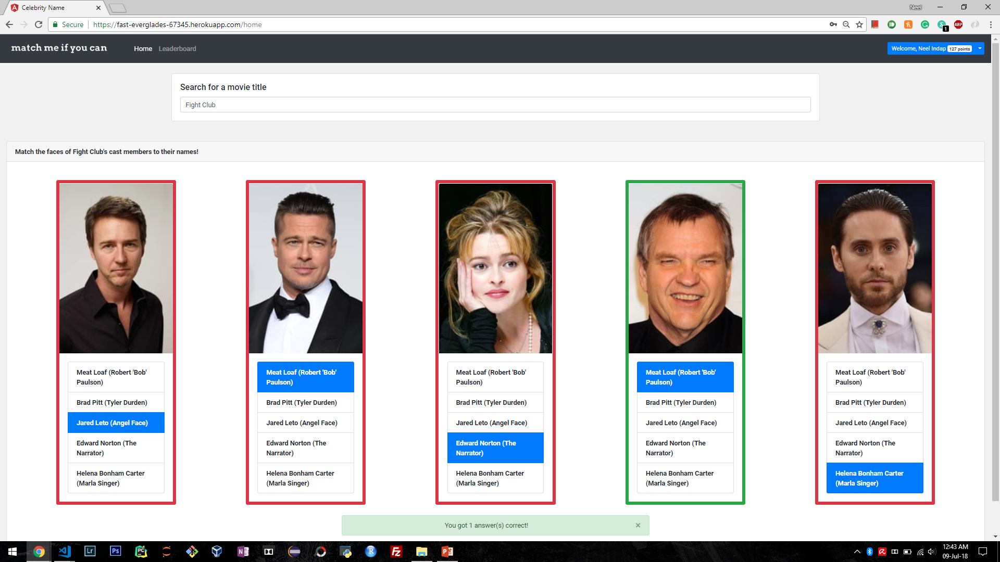 Celebrity Name
Neel
Secure
https://fast-everglades-67345.herokuapp.com/home
ABP
1
match me if you can
Home
Leaderboard
Welcome, Neel Indap 127 points
Search for a movie title
Fight Club
Match the faces of Fight Club's cast members to their names!
Meat Loaf (Robert 'Bob'
Paulson)
Brad Pitt (Tyler Durden)
Jared Leto (Angel Face)
Edward Norton (The
Narrator)
Helena Bonham Carter
(Marla Singer)
Meat Loaf (Robert 'Bob'
Paulson)
Brad Pitt (Tyler Durden)
Jared Leto (Angel Face)
Edward Norton (The
Narrator)
Helena Bonham Carter
(Marla Singer)
Meat Loaf (Robert 'Bob'
Paulson)
Brad Pitt (Tyler Durden)
Jared Leto (Angel Face)
Edward Norton (The
Narrator)
Helena Bonham Carter
(Marla Singer)
Meat Loaf (Robert 'Bob'
Paulson)
Brad Pitt (Tyler Durden)
Jared Leto (Angel Face)
Edward Norton (The
Narrator)
Helena Bonham Carter
(Marla Singer)
Meat Loaf (Robert 'Bob'
Paulson)
Brad Pitt (Tyler Durden)
Jared Leto (Angel Face)
Edward Norton (The
Narrator)
Helena Bonham Carter
(Marla Singer)
You got 1 answer(s) correct!
Lr
Ps
PC
N
R
FZ
P
12:43 AM
09-Jul-18